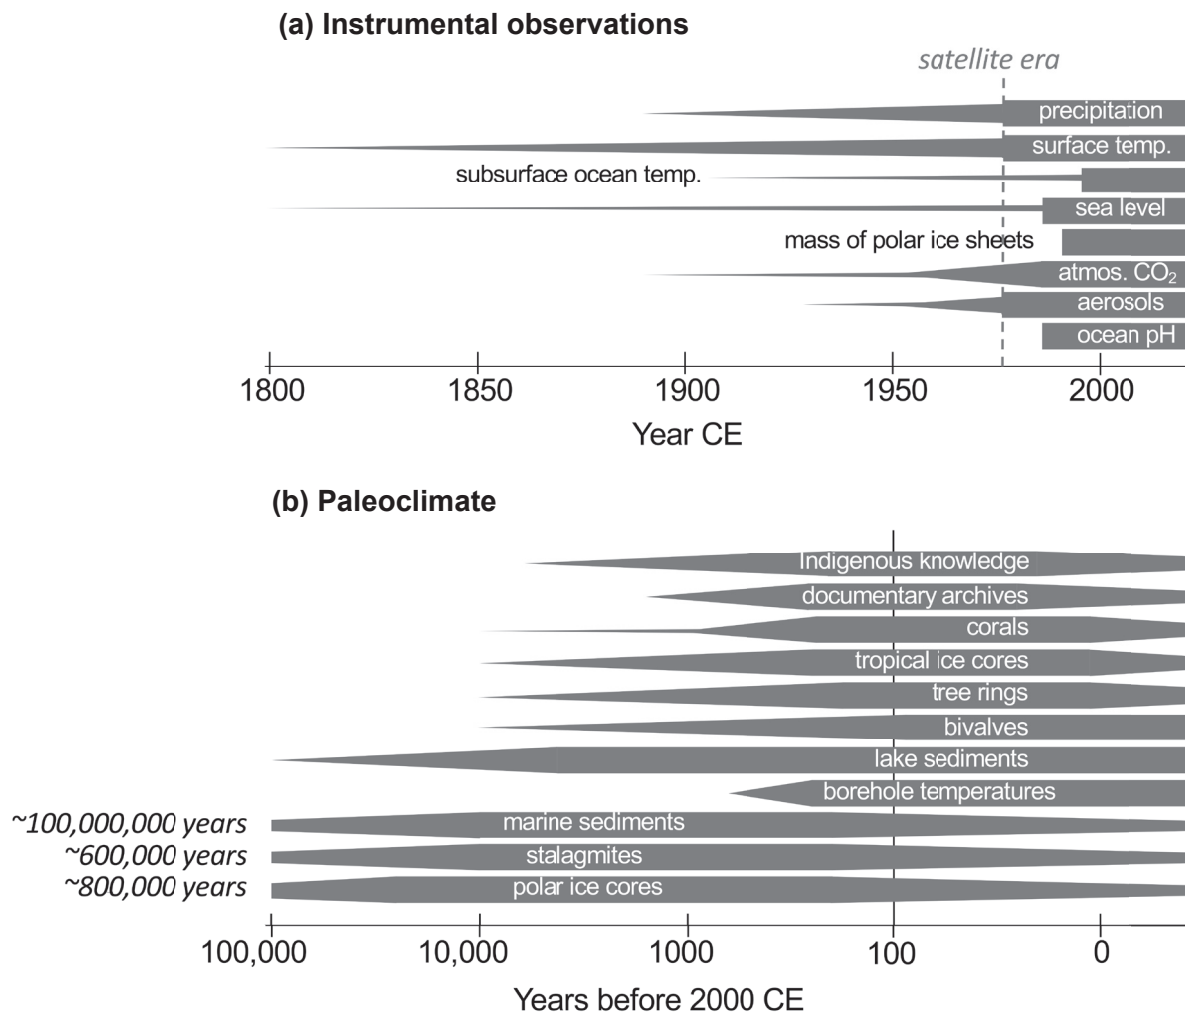 (a) Instrumental observations
satellite era
precipitation
surface temp.
subsurface ocean temp.
sea level
mass of polar ice sheets
atmos. CO₂
aerosols
ocean pH
1800 1850 1900 1950 2000
Year CE
(b) Paleoclimate
Indigenous knowledge
documentary archives
corals
tropical ice cores
tree rings
bivalves
lake sediments
borehole temperatures
~100,000,000 years marine sediments
~600,000 years stalagmites
~800,000 years polar ice cores
100,000 10,000 1000 100 0
Years before 2000 CE